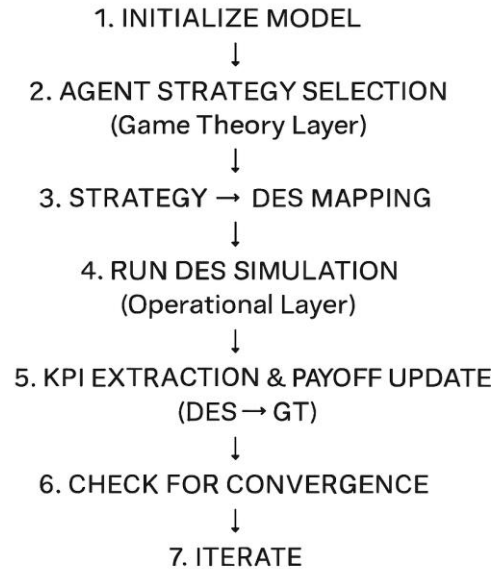 1. INITIALIZE MODEL
↓
2. AGENT STRATEGY SELECTION
(Game Theory Layer)
↓
3. STRATEGY → DES MAPPING
↓
4. RUN DES SIMULATION
(Operational Layer)
↓
5. KPI EXTRACTION & PAYOFF UPDATE
(DES → GT)
↓
6. CHECK FOR CONVERGENCE
↓
7. ITERATE